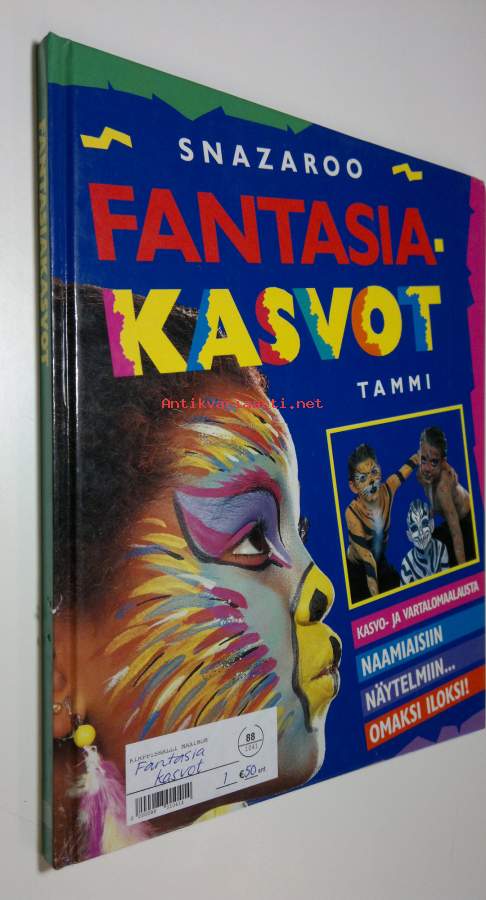 SNAZAROO
FANTASIA-
KASVOT
TAMMI
FANTASIAKASVOT
AntikVariaatti.net
KASVO- JA VARTALOMAALAUSTA
NAAMIAISIIN
NÄYTELMIIN...
OMAKSI ILOKSI!
88
Fantasia
kasvot
1 €50